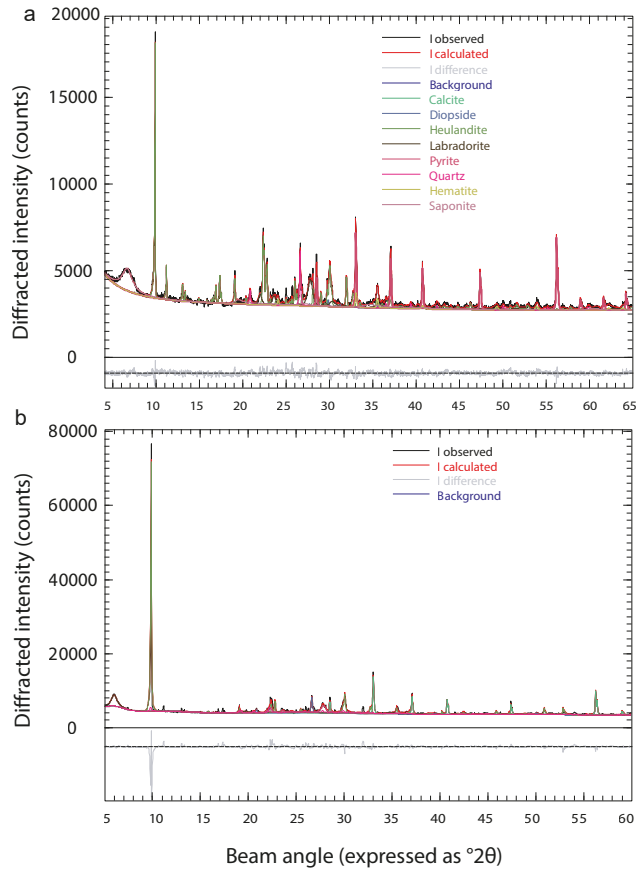 a
20000
15000
10000
5000
0
Diffracted intensity (counts)
I observed
I calculated
I difference
Background
Calcite
Diopside
Heulandite
Labradorite
Pyrite
Quartz
Hematite
Saponite
5 10 15 20 25 30 35 40 45 50 55 60 65
b
80000
60000
40000
20000
0
Diffracted intensity (counts)
I observed
I calculated
I difference
Background
5 10 15 20 25 30 35 40 45 50 55 60
Beam angle (expressed as °2θ)